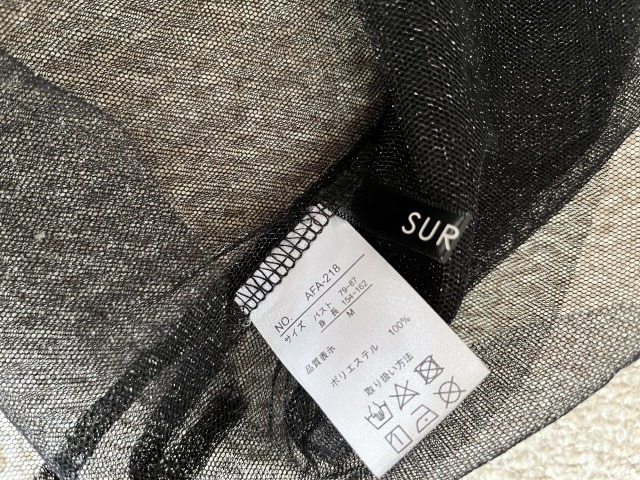 SUR
NO. AFA-218
サイズ バスト 79-87
身 長 154-162
M
品質表示
ポリエステル 100%
取り扱い方法